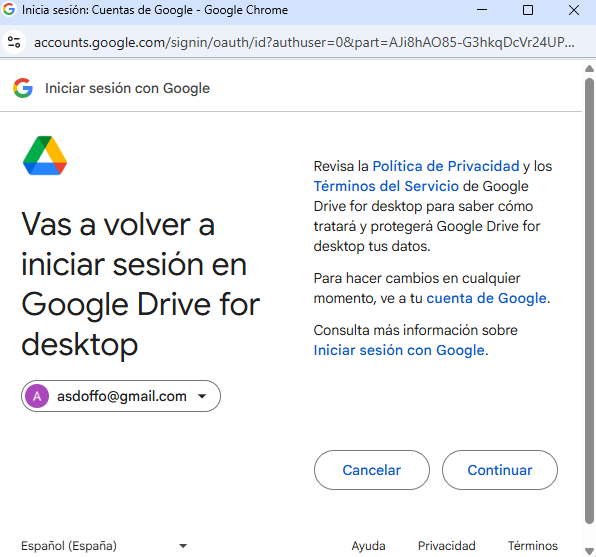 Inicia sesión: Cuentas de Google - Google Chrome
accounts.google.com/signin/oauth/id?authuser=0&part=AJi8hAO85-G3hkqDcVr24UP...
Iniciar sesión con Google
Vas a volver a
iniciar sesión en
Google Drive for
desktop
A asdoffo@gmail.com
Revisa la Política de Privacidad y los
Términos del Servicio de Google
Drive for desktop para saber cómo
tratará y protegerá Google Drive for
desktop tus datos.
Para hacer cambios en cualquier
momento, ve a tu cuenta de Google.
Consulta más información sobre
Iniciar sesión con Google.
Cancelar Continuar
Español (España) Ayuda Privacidad Términos